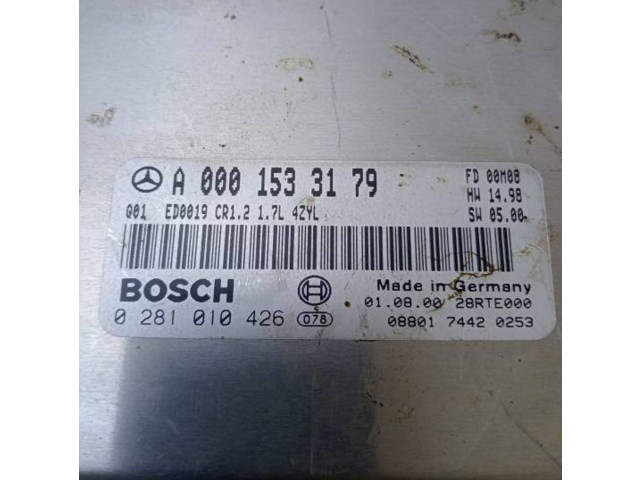 A 000 153 31 79
FD 00M08
HW 14.98
Q01 ED0019 CR1.2 1.7L 4ZYL
SW 05.00
BOSCH
Made in Germany
01.08.00 28RTE000
0 281 010 426 078
08801 7442 0253